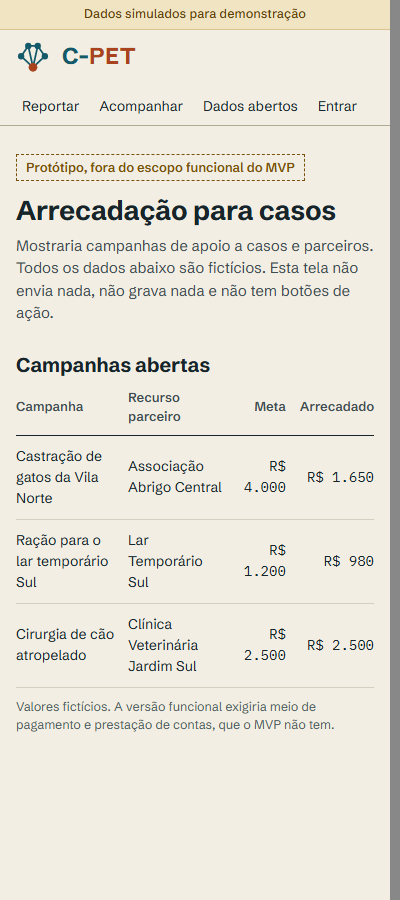 Dados simulados para demonstração
C-PET
Reportar Acompanhar Dados abertos Entrar
Protótipo, fora do escopo funcional do MVP
Arrecadação para casos
Mostraria campanhas de apoio a casos e parceiros.
Todos os dados abaixo são fictícios. Esta tela não
envia nada, não grava nada e não tem botões de
ação.
Campanhas abertas
Campanha Recurso parceiro Meta Arrecadado
Castração de gatos da Vila Norte Associação Abrigo Central R$ 4.000 R$ 1.650
Ração para o lar temporário Sul Lar Temporário Sul R$ 1.200 R$ 980
Cirurgia de cão atropelado Clínica Veterinária Jardim Sul R$ 2.500 R$ 2.500
Valores fictícios. A versão funcional exigiria meio de
pagamento e prestação de contas, que o MVP não tem.